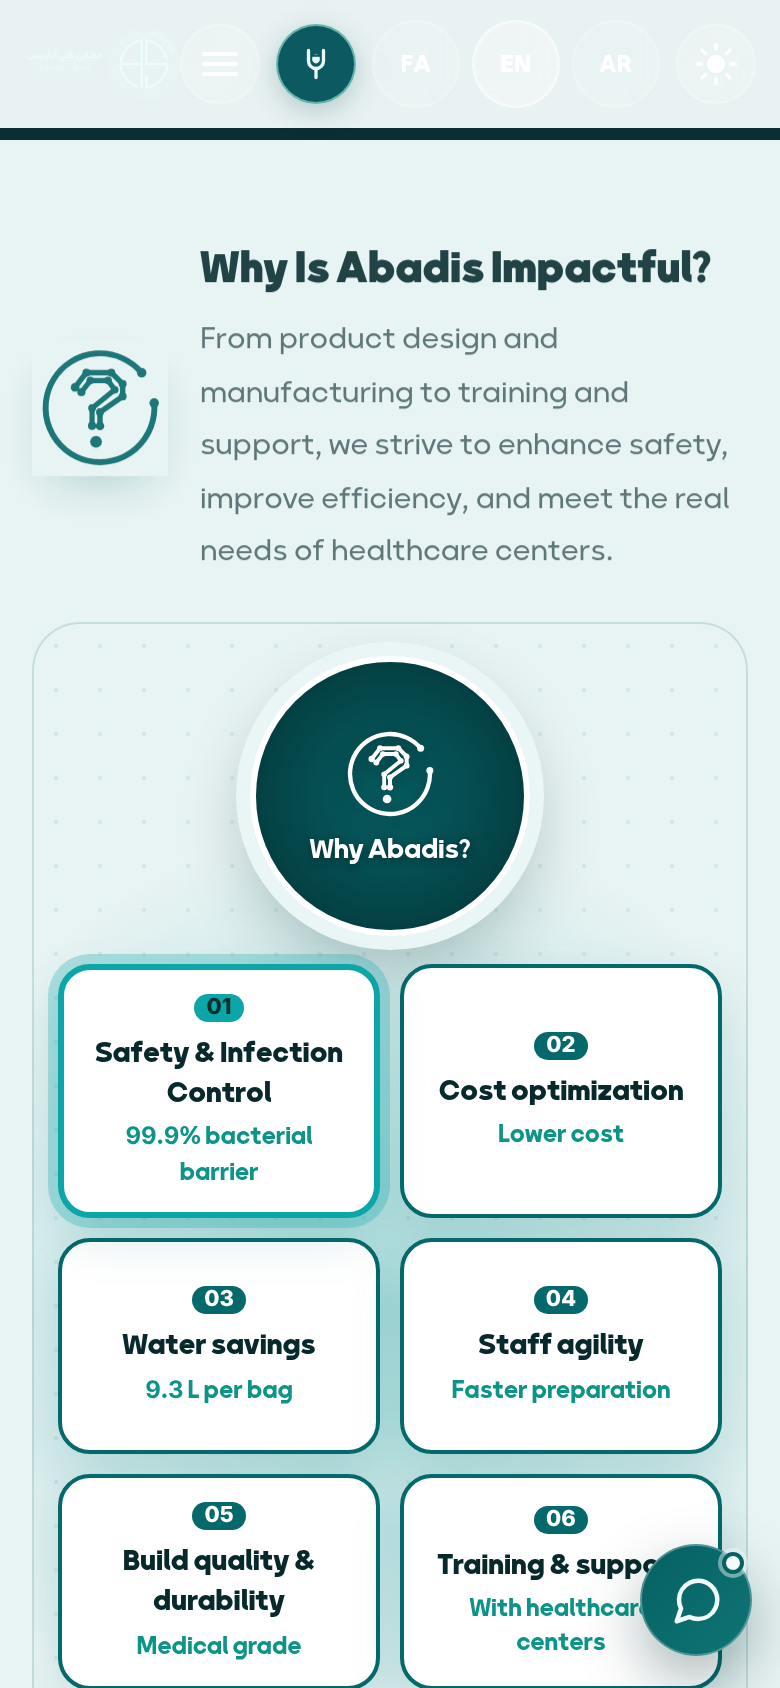 FA
EN
AR
Why Is Abadis Impactful?
From product design and
manufacturing to training and
support, we strive to enhance safety,
improve efficiency, and meet the real
needs of healthcare centers.
Why Abadis?
01
Safety & Infection
Control
99.9% bacterial
barrier
02
Cost optimization
Lower cost
03
Water savings
9.3 L per bag
04
Staff agility
Faster preparation
05
Build quality &
durability
Medical grade
06
Training &
With
centers